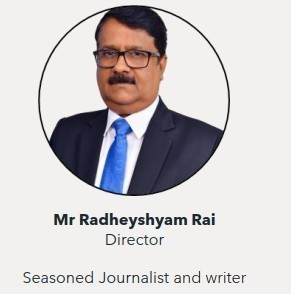 Mr Radheyshyam Rai
Director
Seasoned Journalist and writer